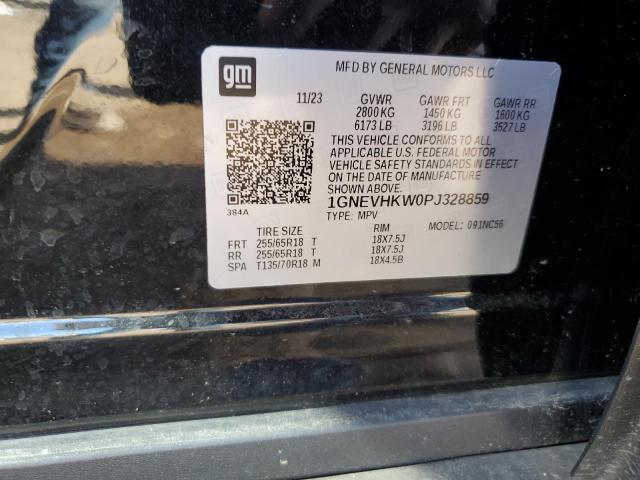 gm
MFD BY GENERAL MOTORS LLC
11/23 GVWR GAWR FRT GAWR RR
2800 KG 1450 KG 1600 KG
6173 LB 3196 LB 3527 LB
THIS VEHICLE CONFORMS TO ALL
APPLICABLE U.S. FEDERAL MOTOR
VEHICLE SAFETY STANDARDS IN EFFECT
ON THE DATE OF MANUFACTURE
SHOWN ABOVE.
384A
1GNEVHKW0PJ328859
TYPE: MPV MODEL: 091NC56
TIRE SIZE RIM
FRT 255/65R18 T 18X7.5J
RR 255/65R18 T 18X7.5J
SPA T135/70R18 M 18X4.5B